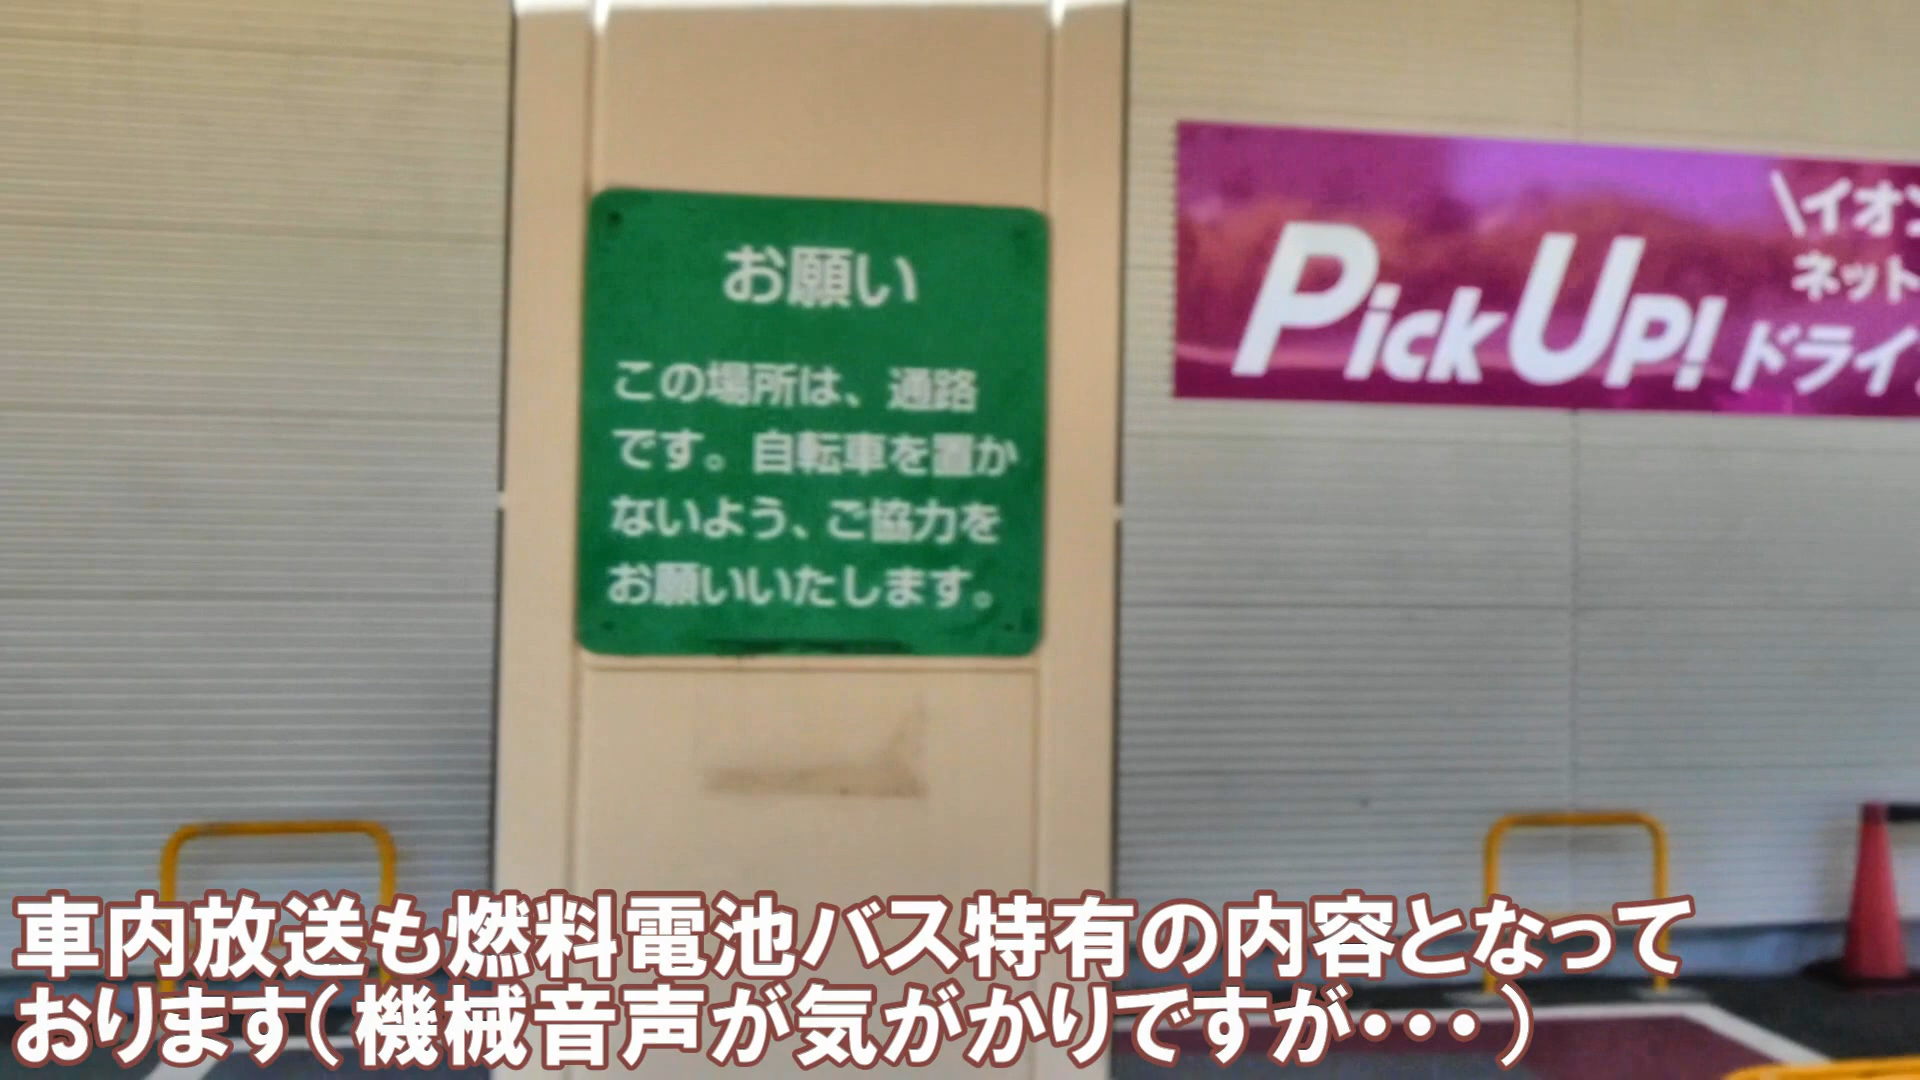 お願い
この場所は、通路
です。自転車を置か
ないよう、ご協力を
お願いいたします。
\イオン
ネット
PICK UP! ドライ
車内放送も燃料電池バス特有の内容となって
おります(機械音声が気がかりですが・・・)